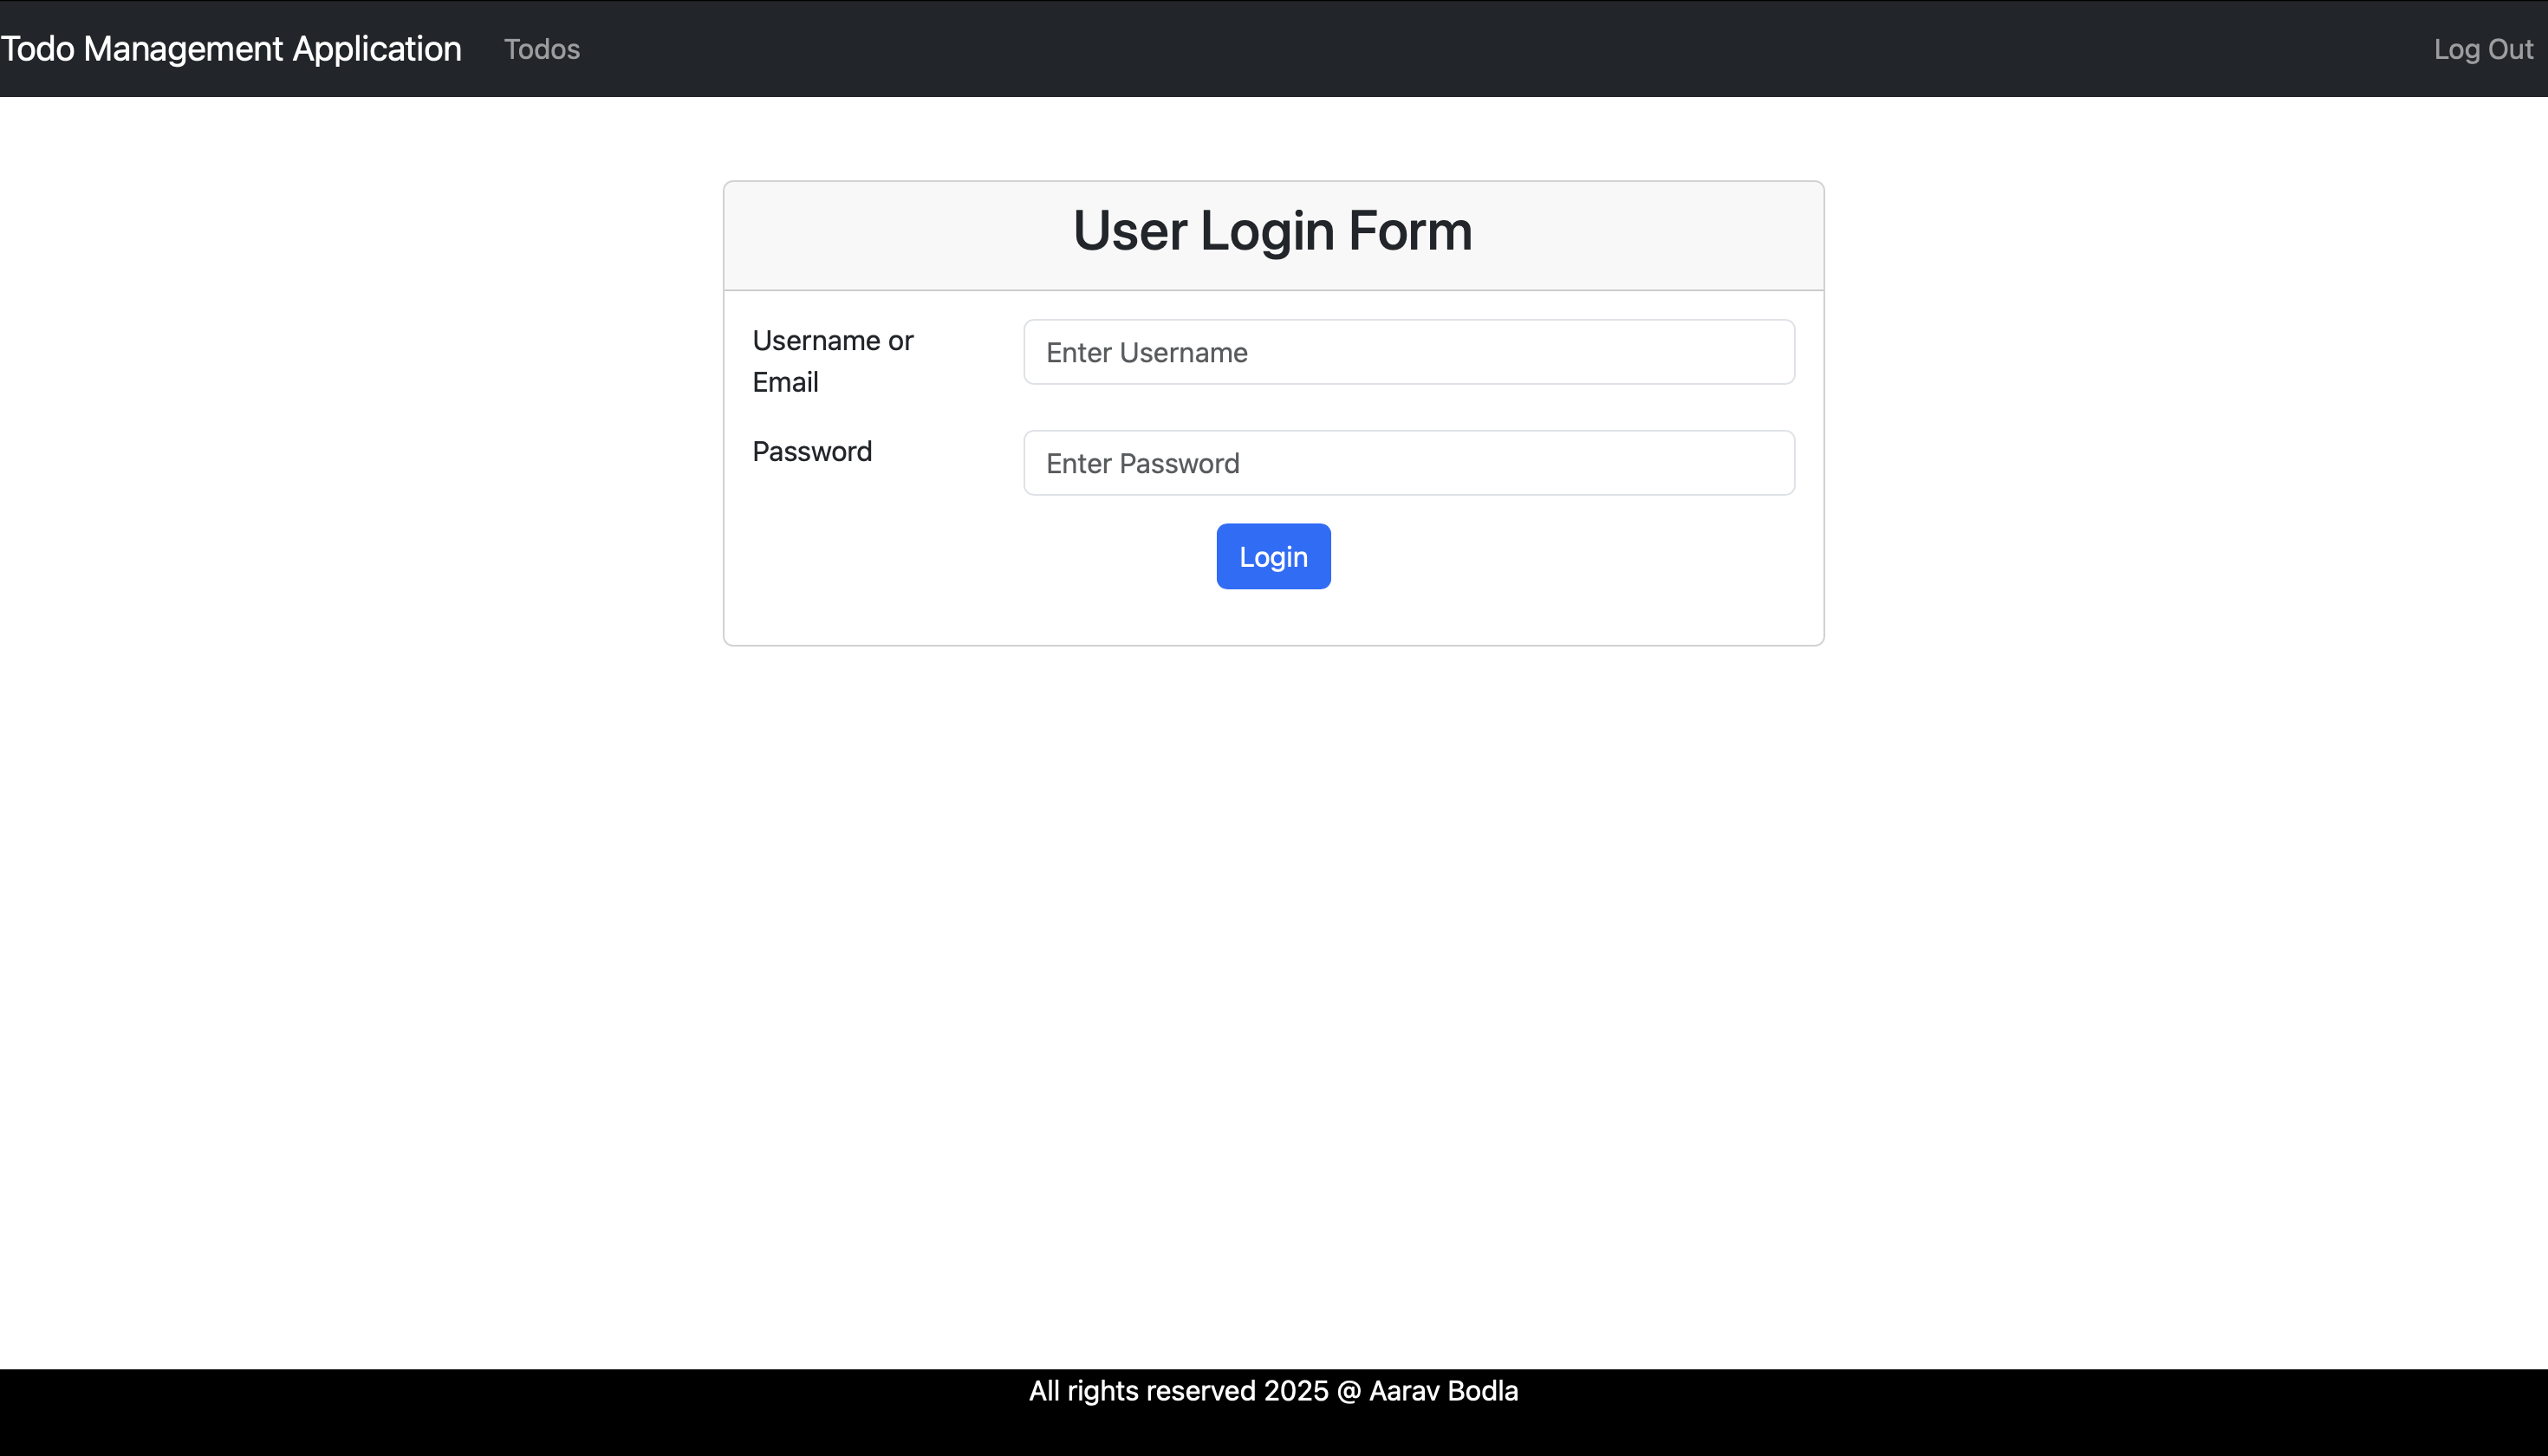 Todo Management Application Todos Log Out
User Login Form
Username or
Email
Enter Username
Password
Enter Password
Login
All rights reserved 2025 @ Aarav Bodla